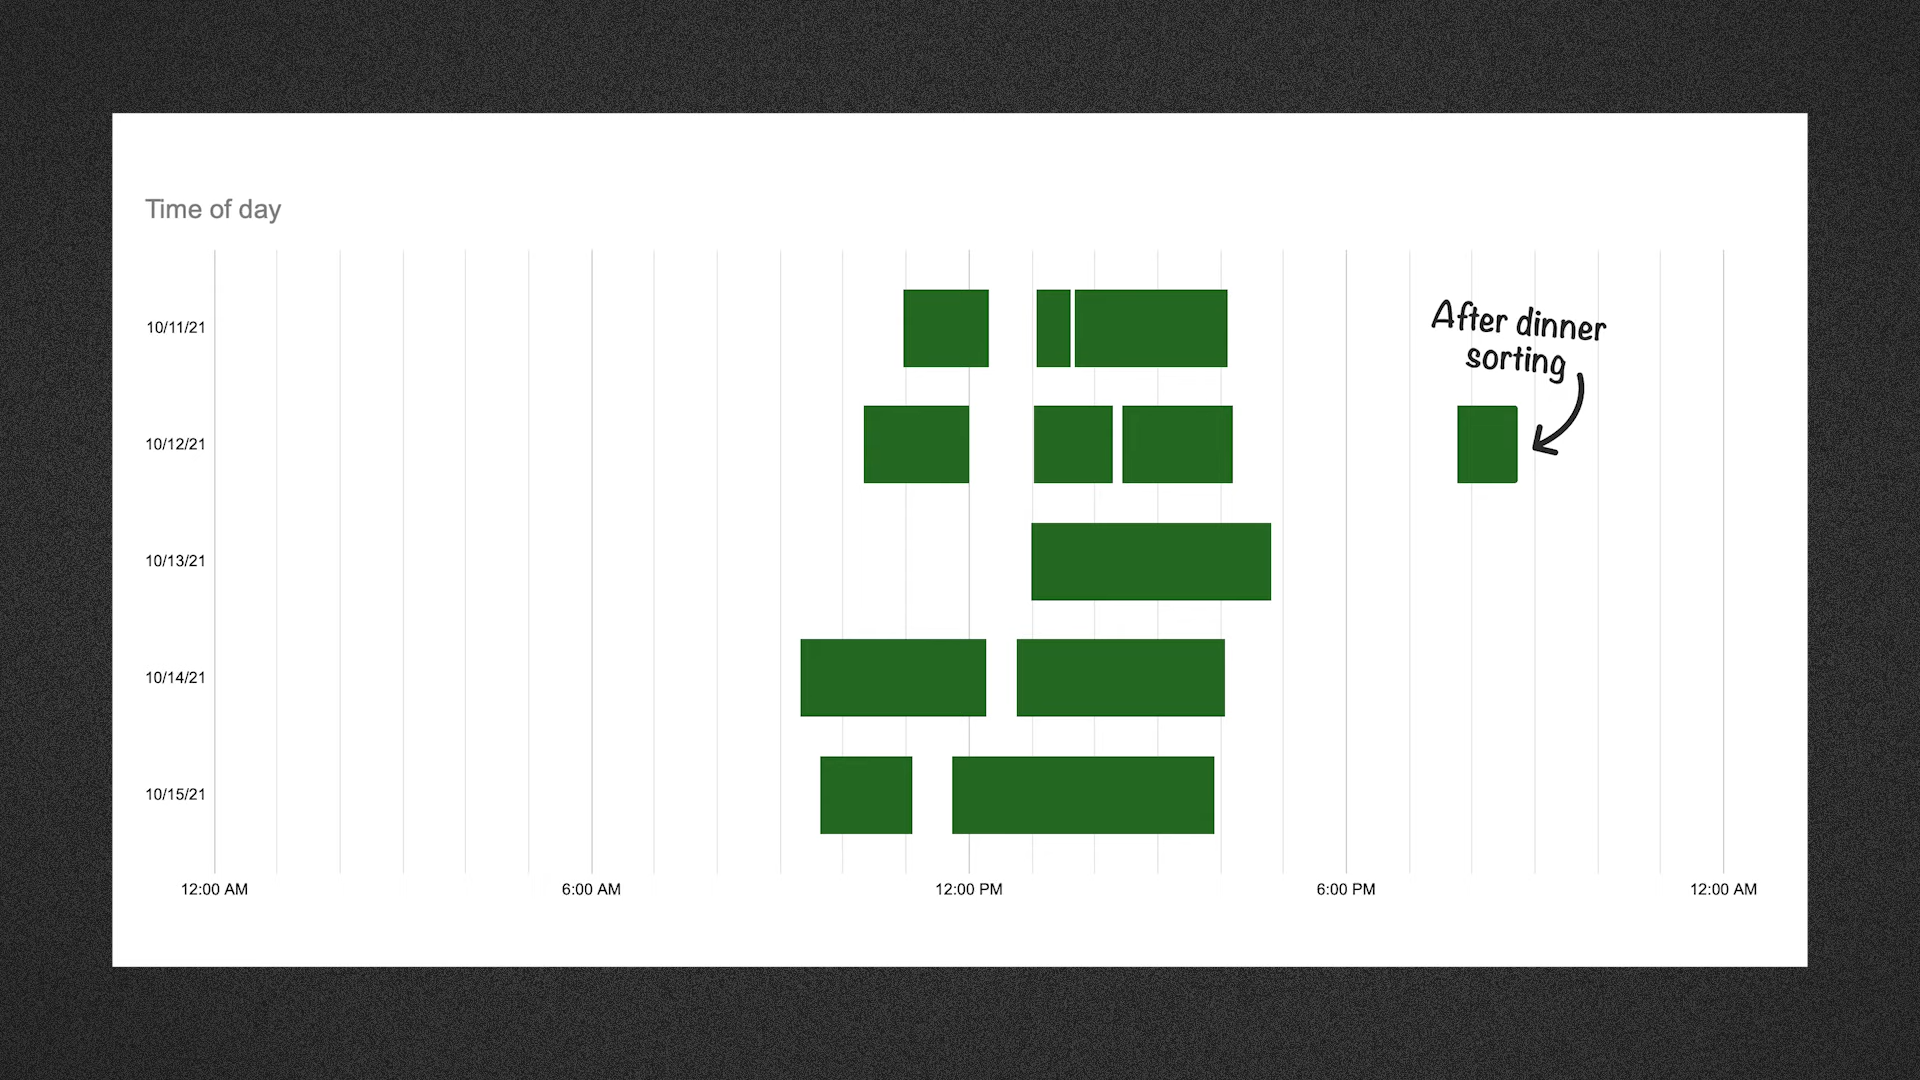 Time of day
10/11/21
After dinner
sorting
10/12/21
10/13/21
10/14/21
10/15/21
12:00 AM
6:00 AM
12:00 PM
6:00 PM
12:00 AM